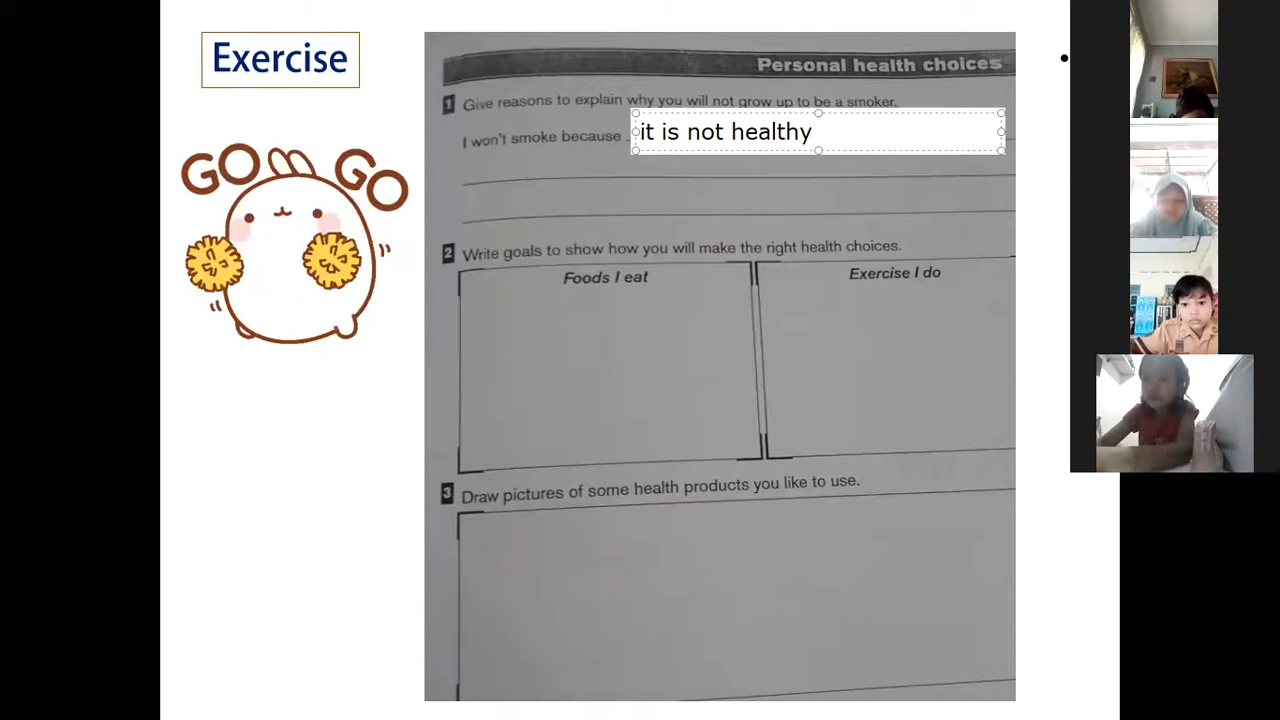 Exercise
GO GO
Personal health choices
1 Give reasons to explain why you will not grow up to be a smoker.
I won't smoke because it is not healthy
2 Write goals to show how you will make the right health choices.
Foods I eat
Exercise I do
3 Draw pictures of some health products you like to use.